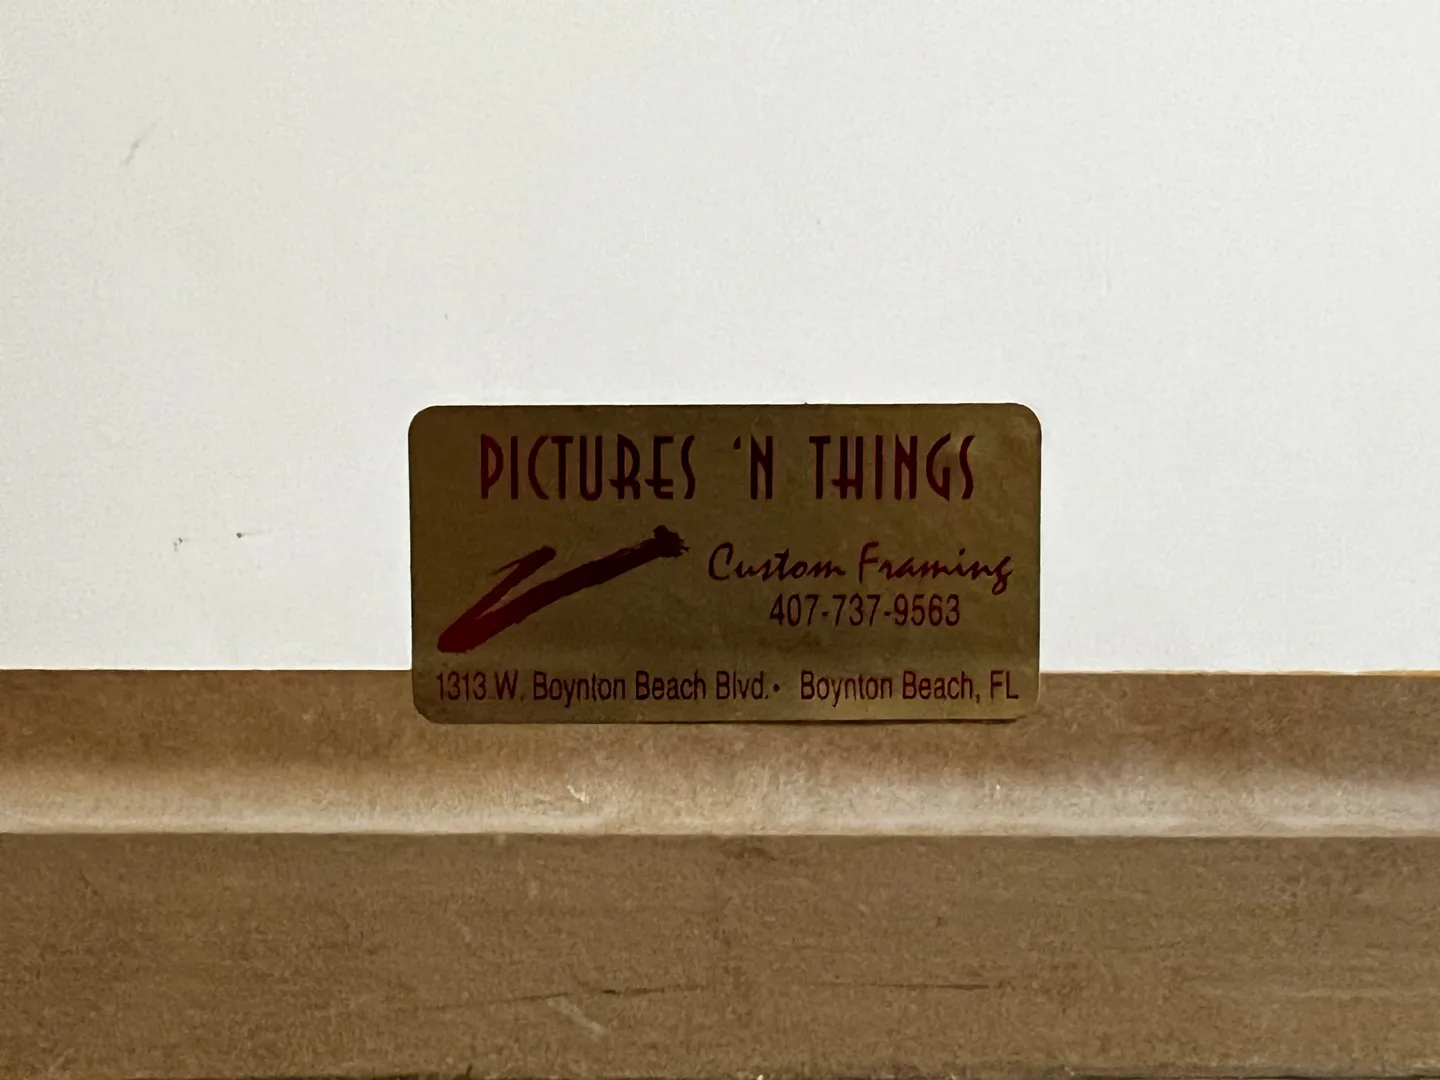 PICTURES 'N THINGS
Custom Framing
407-737-9563
1313 W. Boynton Beach Blvd. • Boynton Beach, FL